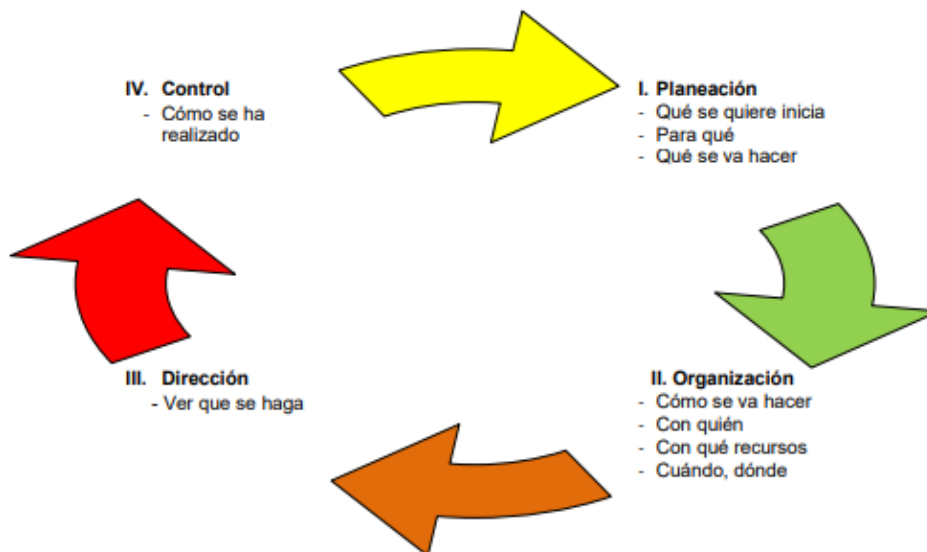 IV. Control
- Cómo se ha
realizado
I. Planeación
- Qué se quiere inicia
- Para qué
- Qué se va hacer
II. Organización
- Cómo se va hacer
- Con quién
- Con qué recursos
- Cuándo, dónde
III. Dirección
- Ver que se haga